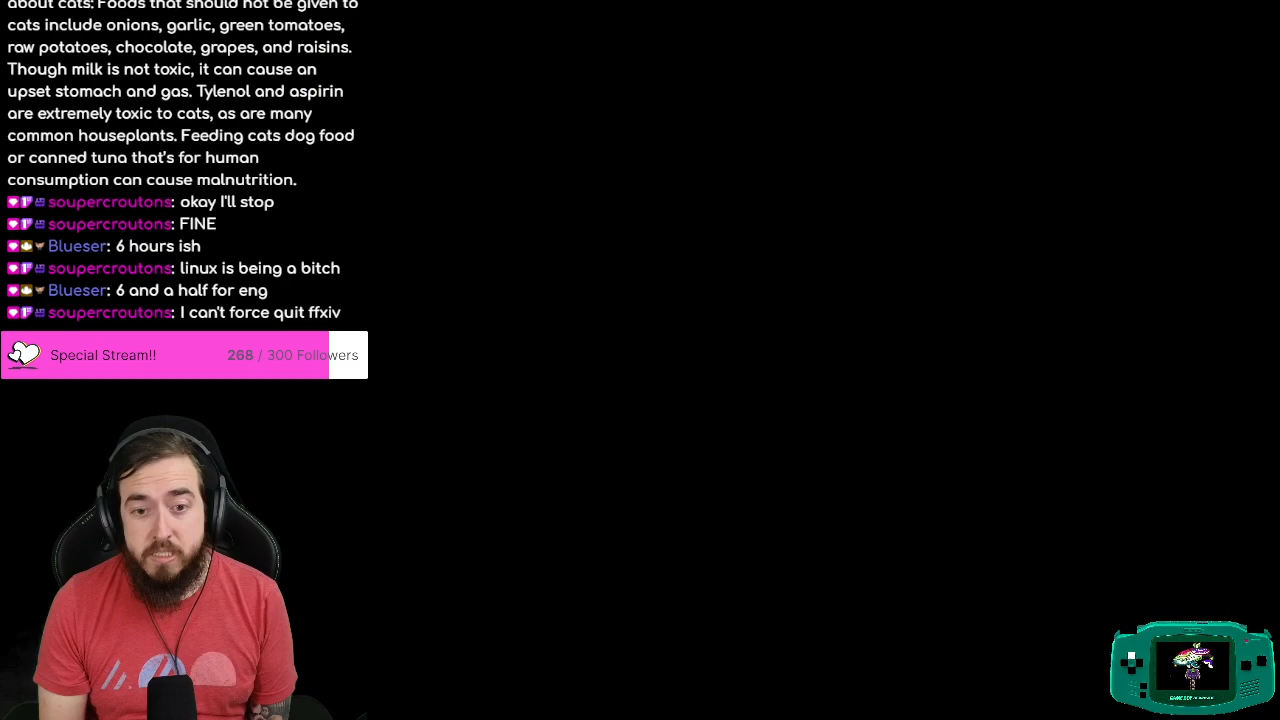 about cats: Foods that should not be given to
cats include onions, garlic, green tomatoes,
raw potatoes, chocolate, grapes, and raisins.
Though milk is not toxic, it can cause an
upset stomach and gas. Tylenol and aspirin
are extremely toxic to cats, as are many
common houseplants. Feeding cats dog food
or canned tuna that's for human
consumption can cause malnutrition.
soupercroutons: okay I'll stop
soupercroutons: FINE
Blueser: 6 hours ish
soupercroutons: linux is being a bitch
Blueser: 6 and a half for eng
soupercroutons: I can't force quit ffxiv
Special Stream!! 268 / 300 Followers
GAME BOY